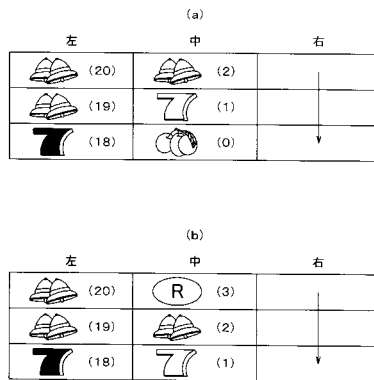 (a)
左 中 右
(20) (2)
(19) 7 (1)
7 (18) (0)
(b)
左 中 右
(20) R (3)
(19) (2)
7 (18) 7 (1)